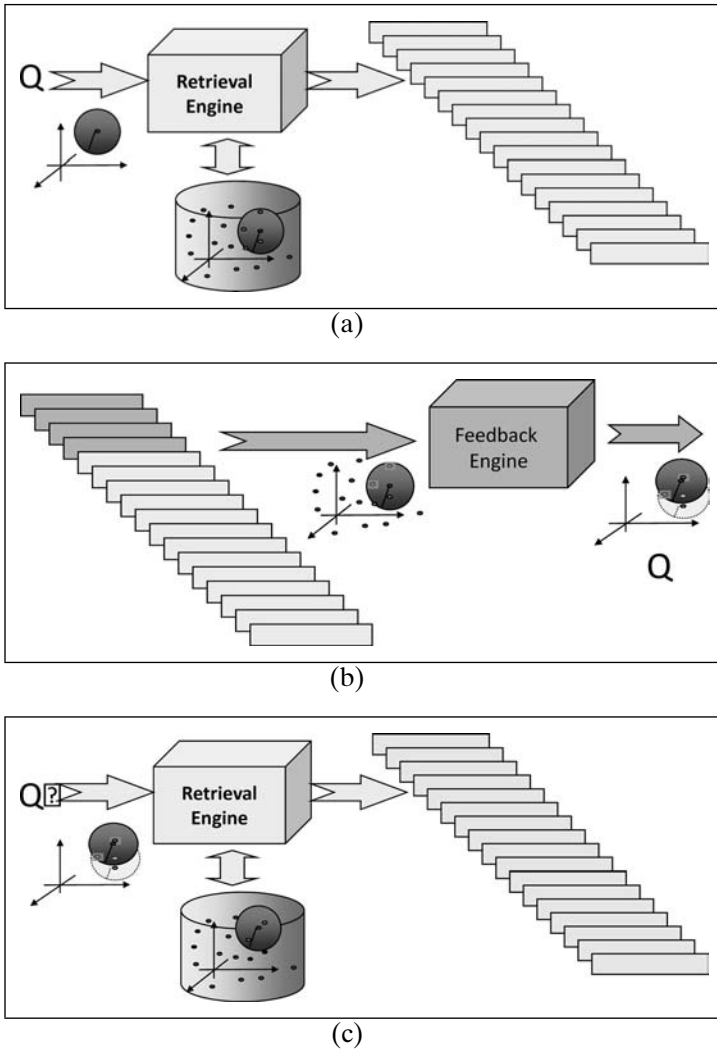 Q
Retrieval
Engine
(a)
Feedback
Engine
Q
(b)
Q?
Retrieval
Engine
(c)